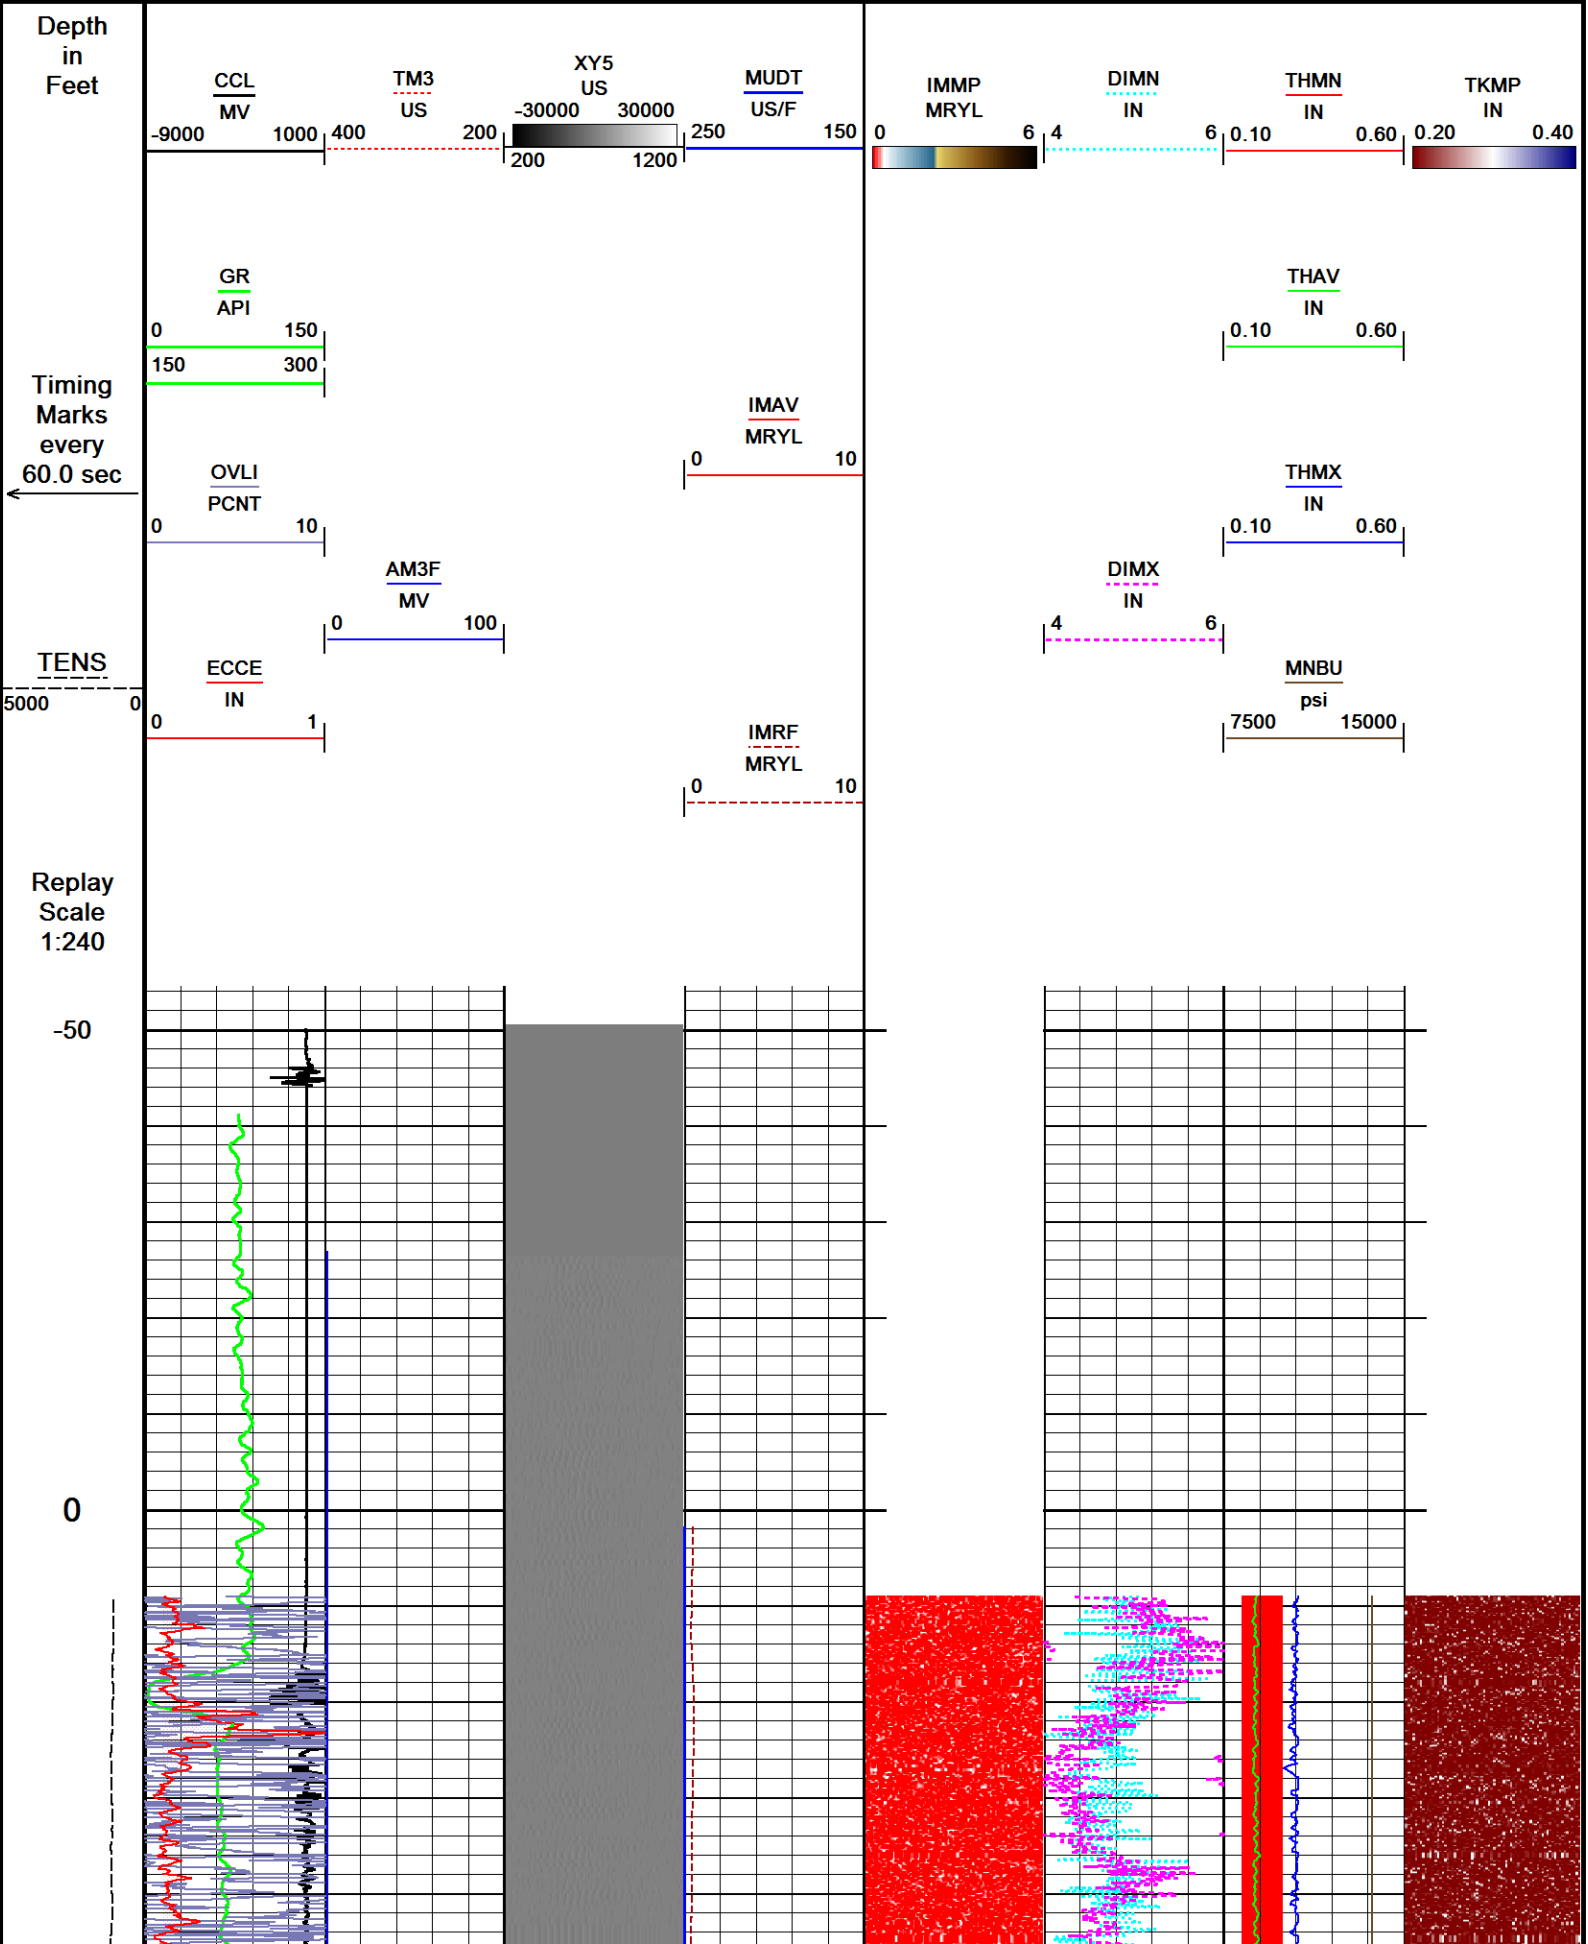 Depth
in
Feet
CCL
MV
-9000 1000
TM3
US
400 200
XY5
US
-30000 30000
200 1200
MUDT
US/F
250 150
IMMP
MRYL
0 6
DIMN
IN
4 6
THMN
IN
0.10 0.60
TKMP
IN
0.20 0.40
GR
API
0 150
150 300
THAV
IN
0.10 0.60
Timing
Marks
every
60.0 sec
IMAV
MRYL
0 10
OVLI
PCNT
0 10
THMX
IN
0.10 0.60
AM3F
MV
0 100
DIMX
IN
4 6
TENS
5000 0
ECCE
IN
0 1
MNBU
psi
7500 15000
IMRF
MRYL
0 10
Replay
Scale
1:240
-50
0